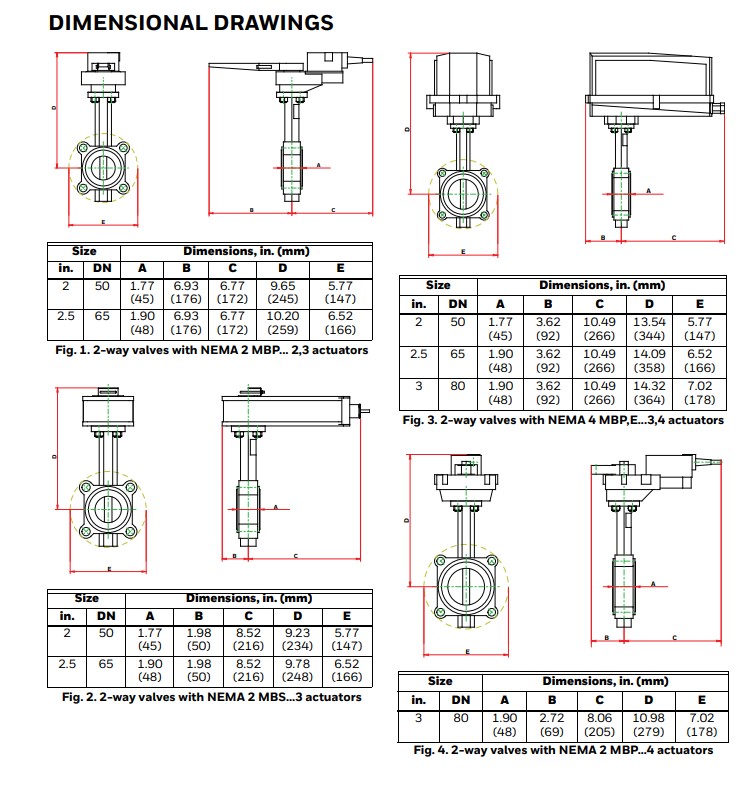 DIMENSIONAL DRAWINGS
D
A
B
C
E
Size Dimensions, in. (mm)
in. DN A B C D E
2 50 1.77 6.93 6.77 9.65 5.77
(45) (176) (172) (245) (147)
2.5 65 1.90 6.93 6.77 10.20 6.52
(48) (176) (172) (259) (166)
Fig. 1. 2-way valves with NEMA 2 MBP... 2,3 actuators
D
A
B
C
E
Size Dimensions, in. (mm)
in. DN A B C D E
2 50 1.77 1.98 8.52 9.23 5.77
(45) (50) (216) (234) (147)
2.5 65 1.90 1.98 8.52 9.78 6.52
(48) (50) (216) (248) (166)
Fig. 2. 2-way valves with NEMA 2 MBS...3 actuators
D
A
B
C
E
Size Dimensions, in. (mm)
in. DN A B C D E
2 50 1.77 3.62 10.49 13.54 5.77
(45) (92) (266) (344) (147)
2.5 65 1.90 3.62 10.49 14.09 6.52
(48) (92) (266) (358) (166)
3 80 1.90 3.62 10.49 14.32 7.02
(48) (92) (266) (364) (178)
Fig. 3. 2-way valves with NEMA 4 MBP,E...3,4 actuators
D
A
B
C
E
Size Dimensions, in. (mm)
in. DN A B C D E
3 80 1.90 2.72 8.06 10.98 7.02
(48) (69) (205) (279) (178)
Fig. 4. 2-way valves with NEMA 2 MBP...4 actuators